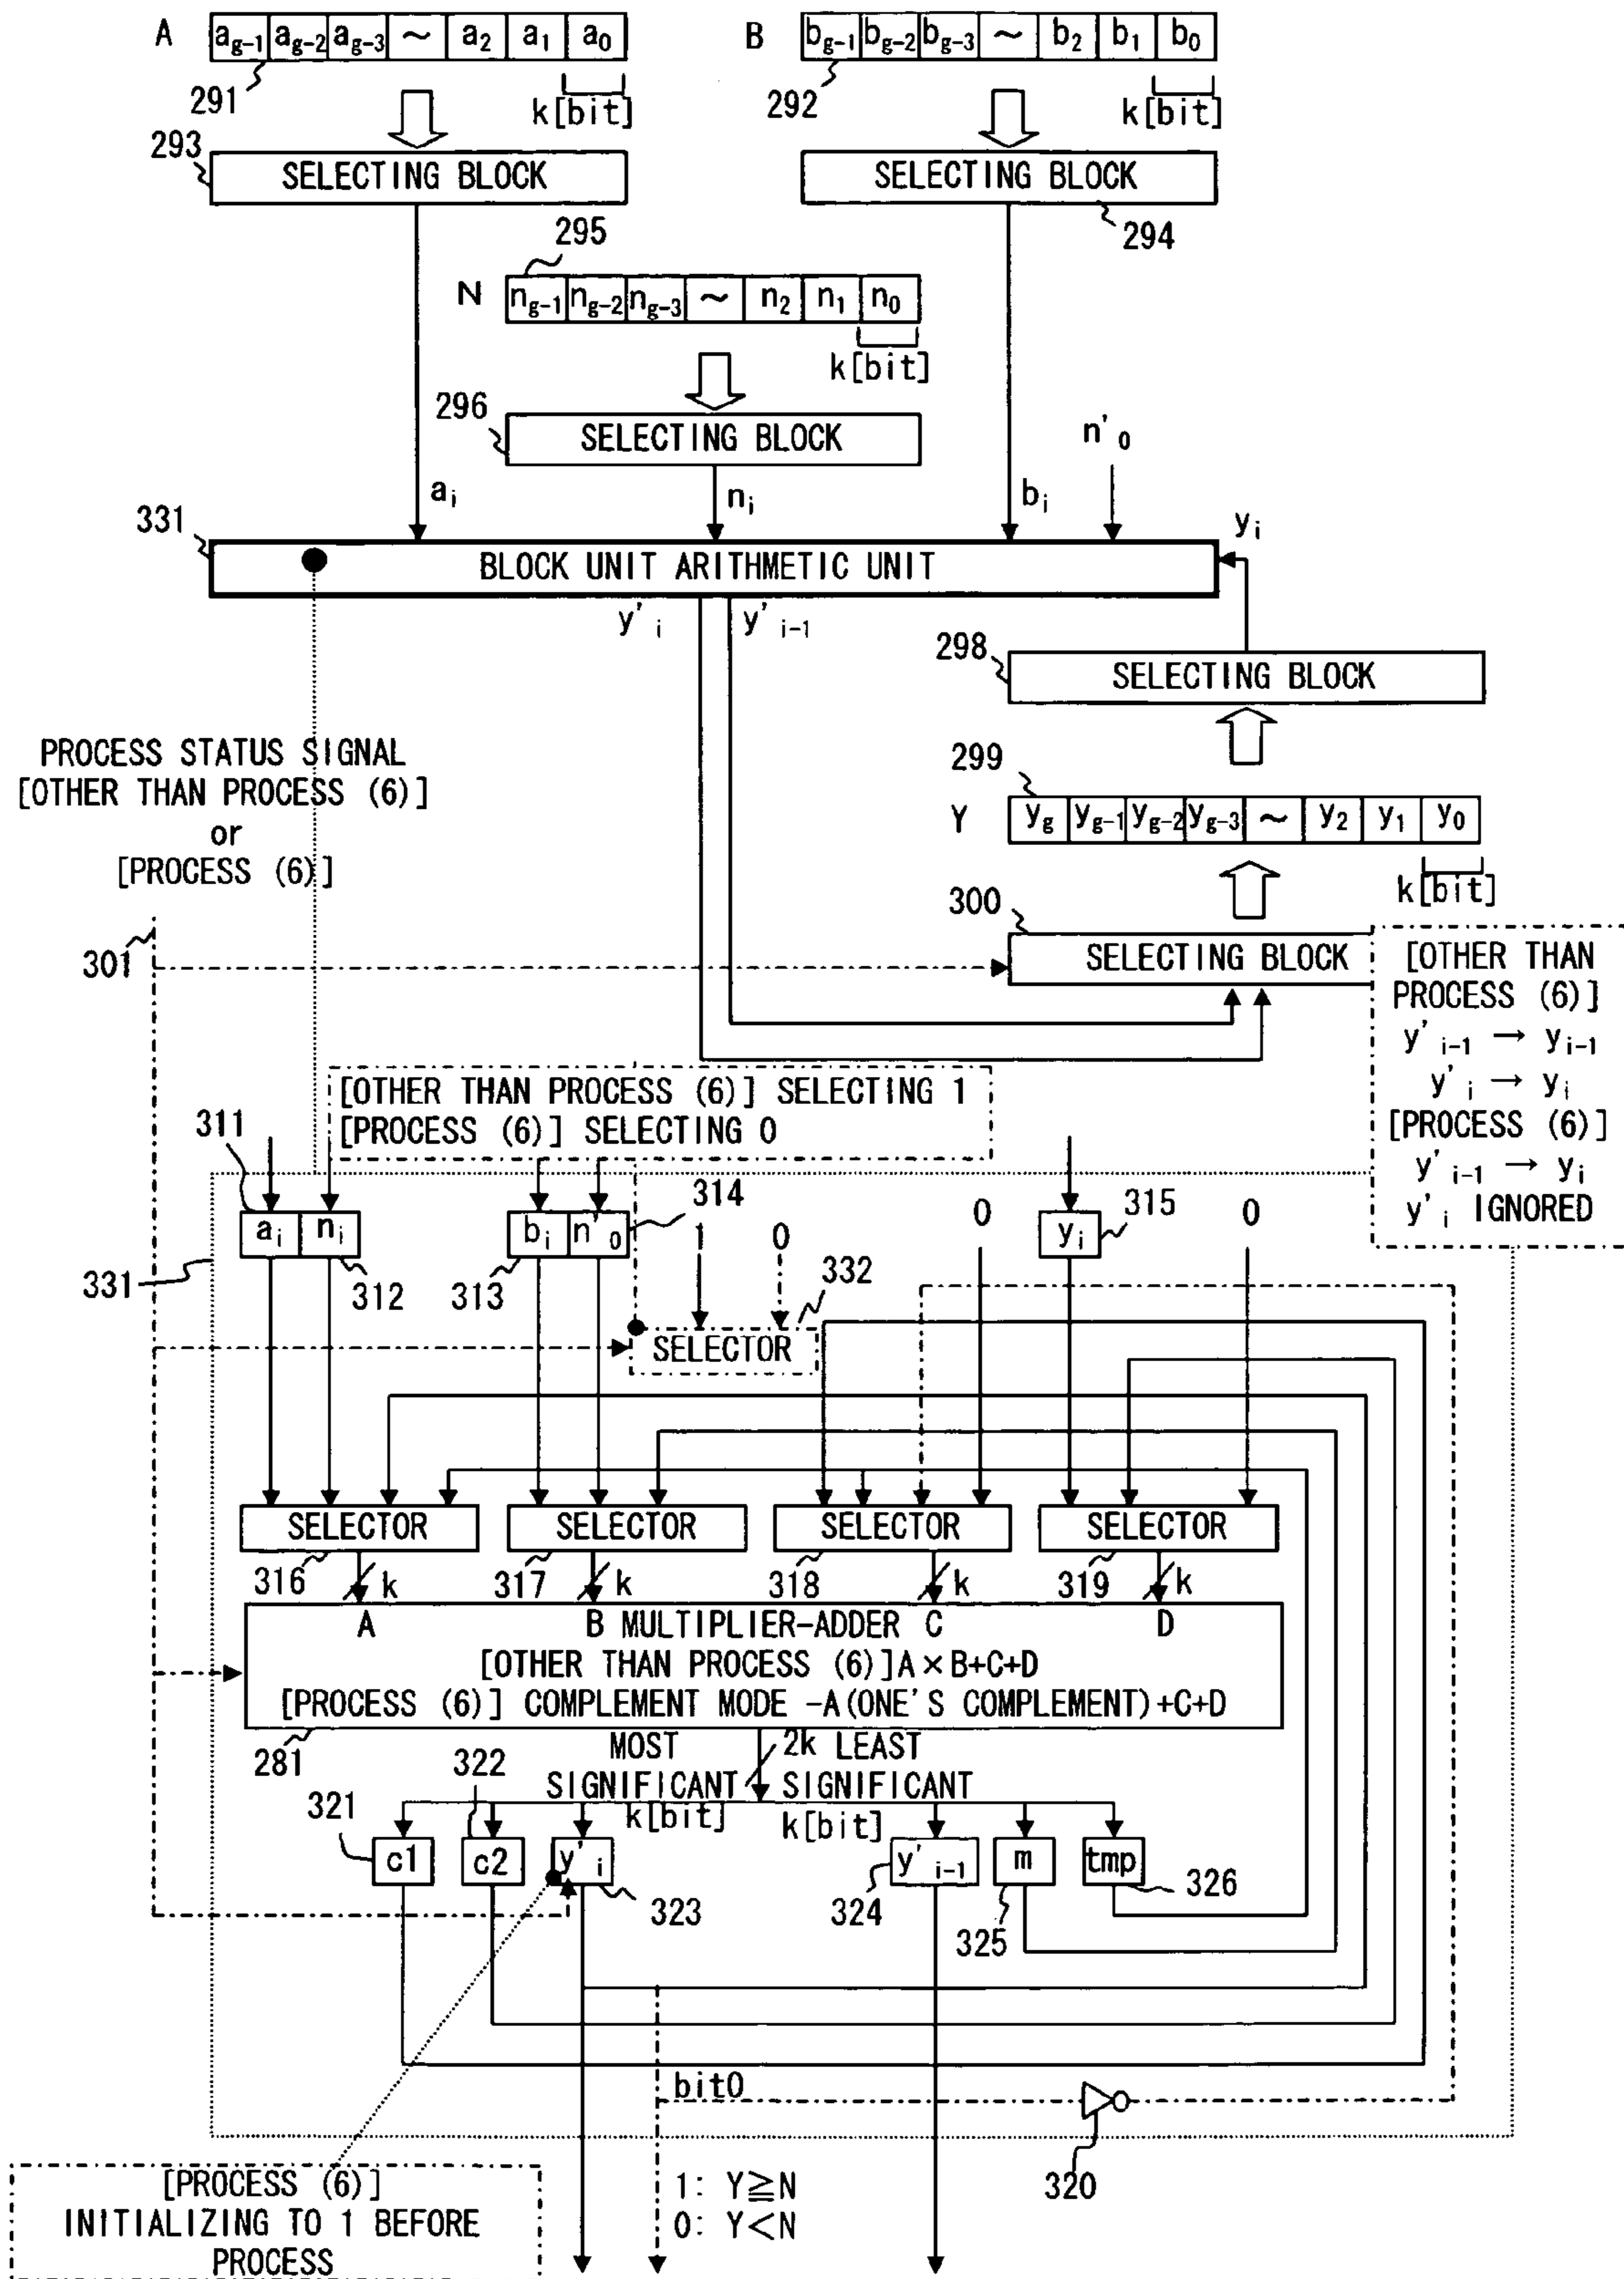 A a_{g-1} a_{g-2} a_{g-3} ~ a_2 a_1 a_0
B b_{g-1} b_{g-2} b_{g-3} ~ b_2 b_1 b_0
291
k[bit]
292
k[bit]
293
SELECTING BLOCK
SELECTING BLOCK
294
295
N n_{g-1} n_{g-2} n_{g-3} ~ n_2 n_1 n_0
k[bit]
296
SELECTING BLOCK
n'_0
a_i
n_i
b_i
331
y_i
BLOCK UNIT ARITHMETIC UNIT
y'_i
y'_{i-1}
298
SELECTING BLOCK
PROCESS STATUS SIGNAL
[OTHER THAN PROCESS (6)]
or
[PROCESS (6)]
299
Y y_g y_{g-1} y_{g-2} y_{g-3} ~ y_2 y_1 y_0
k[bit]
300
301
SELECTING BLOCK
[OTHER THAN
PROCESS (6)]
y'_{i-1} → y_{i-1}
y'_i → y_i
[PROCESS (6)]
y'_{i-1} → y_i
y'_i IGNORED
[OTHER THAN PROCESS (6)] SELECTING 1
[PROCESS (6)] SELECTING 0
311
a_i n_i
312
b_i n'_0
313
314
1
0
0
y_i
315
0
331
332
SELECTOR
SELECTOR
SELECTOR
SELECTOR
SELECTOR
316
k
317
k
318
k
319
k
A
B MULTIPLIER-ADDER C
D
[OTHER THAN PROCESS (6)]A×B+C+D
[PROCESS (6)] COMPLEMENT MODE -A(ONE'S COMPLEMENT)+C+D
281
MOST
SIGNIFICANT
k[bit]
2k
LEAST
SIGNIFICANT
k[bit]
321
322
c1
c2
y'_i
y'_{i-1}
m
tmp
323
324
325
326
bit0
320
[PROCESS (6)]
INITIALIZING TO 1 BEFORE
PROCESS
1: Y≧N
0: Y<N